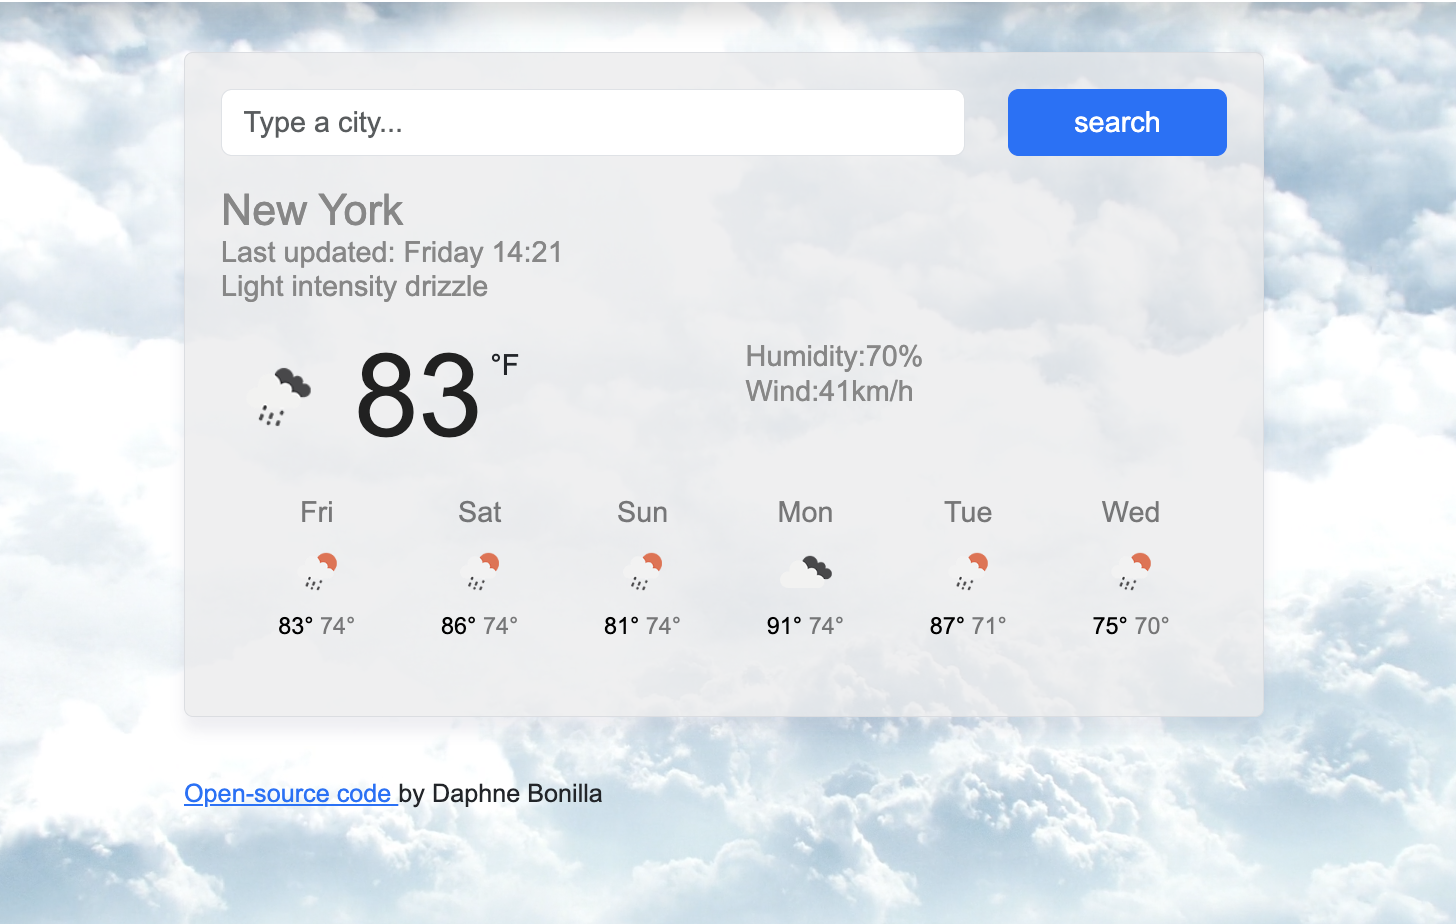 Type a city...
search
New York
Last updated: Friday 14:21
Light intensity drizzle
83 °F
Humidity:70%
Wind:41km/h
Fri Sat Sun Mon Tue Wed
83° 74° 86° 74° 81° 74° 91° 74° 87° 71° 75° 70°
Open-source code by Daphne Bonilla